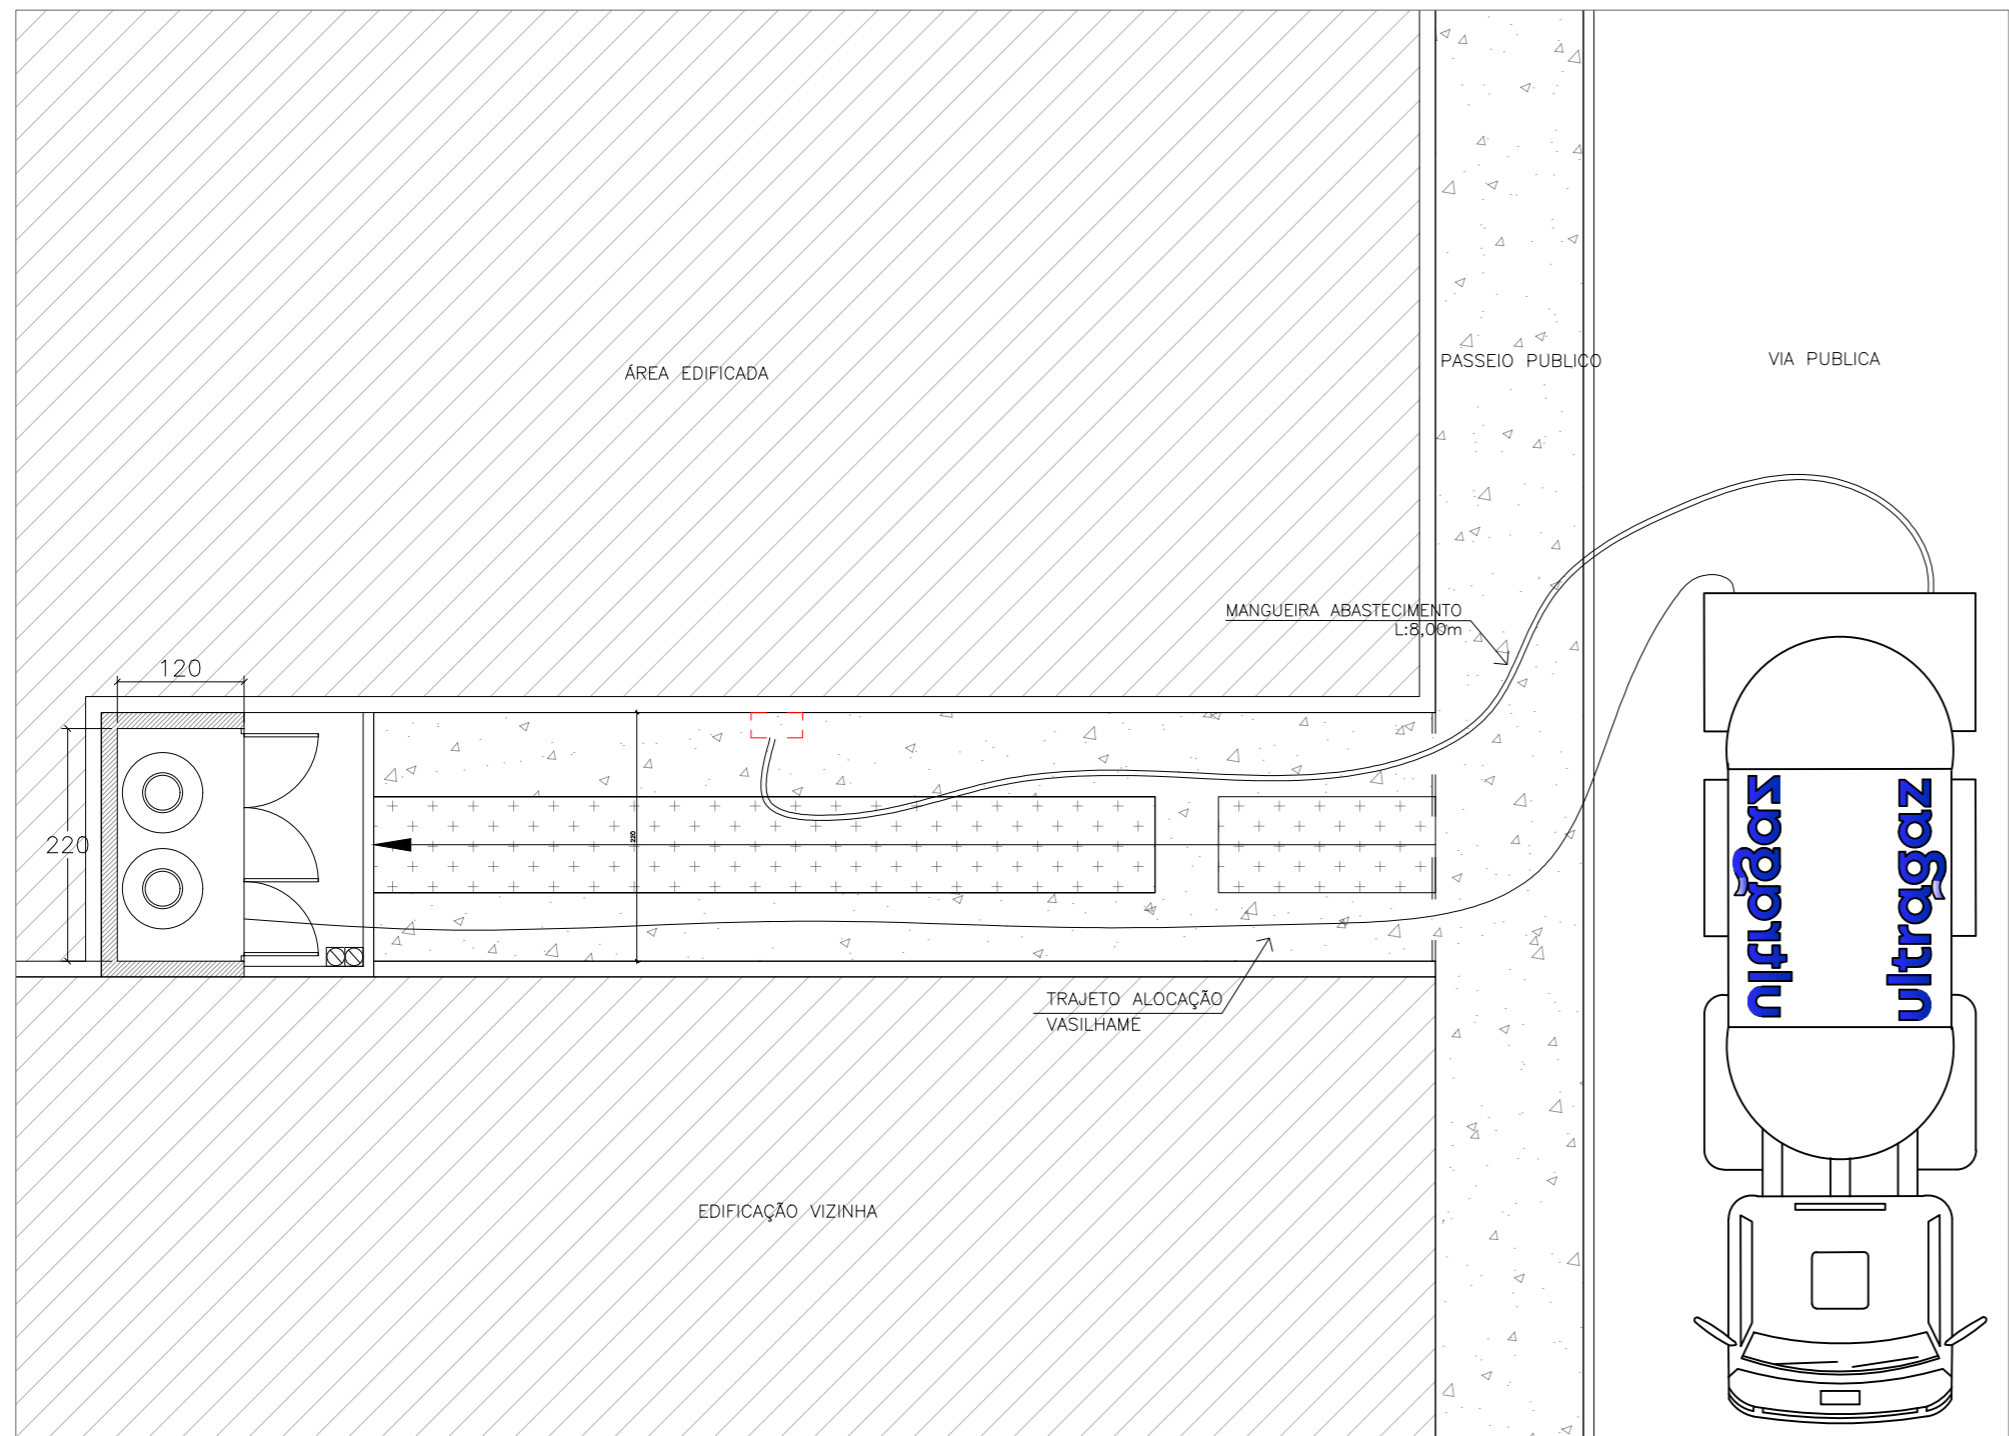 ÁREA EDIFICADA
PASSEIO PUBLICO
VIA PUBLICA
MANGUEIRA ABASTECIMENTO
L:8,00m
120
220
220
ultragaz
ultragaz
TRAJETO ALOCAÇÃO
VASILHAME
EDIFICAÇÃO VIZINHA